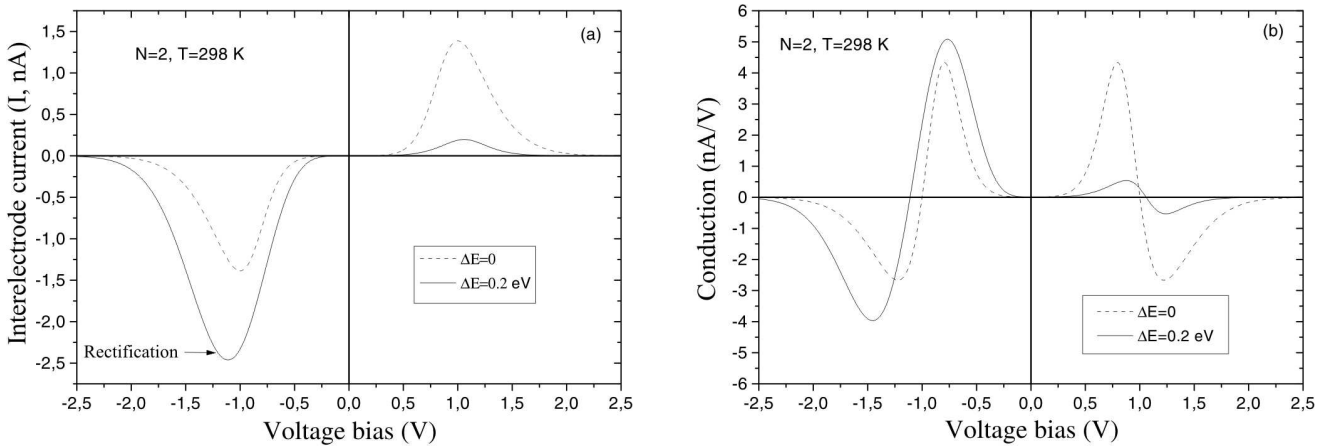 (a)
N=2, T=298 K
Interelectrode current (I, nA)
1,5
1,0
0,5
0,0
-0,5
-1,0
-1,5
-2,0
-2,5
ΔE=0
ΔE=0.2 eV
Rectification
-2,5 -2,0 -1,5 -1,0 -0,5 0,0 0,5 1,0 1,5 2,0 2,5
Voltage bias (V)
(b)
N=2, T=298 K
Conduction (nA/V)
6
5
4
3
2
1
0
-1
-2
-3
-4
-5
-6
ΔE=0
ΔE=0.2 eV
-2,5 -2,0 -1,5 -1,0 -0,5 0,0 0,5 1,0 1,5 2,0 2,5
Voltage bias (V)